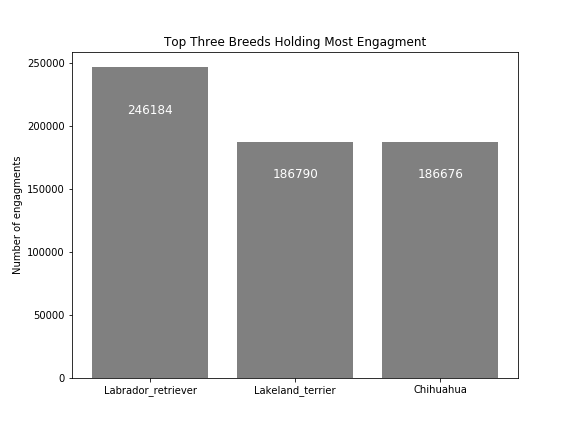 Top Three Breeds Holding Most Engagment
Number of engagments
250000
200000
150000
100000
50000
0
246184
186790
186676
Labrador_retriever
Lakeland_terrier
Chihuahua